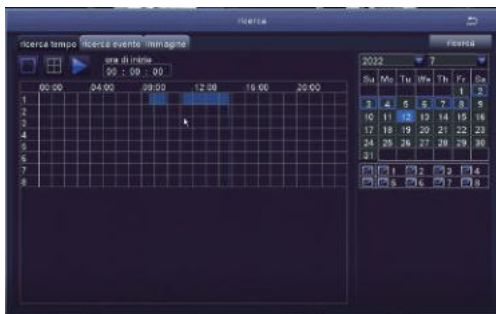 ricerca
ricerca tempo ricerca evento immagine ricerca
ora di inizio
00 : 00 : 00
00:00 04:00 08:00 12:00 16:00 20:00
1
2
3
4
5
6
7
8
2022 7
Su Mo Tu We Th Fr Sa
1 2
3 4 5 6 7 8 9
10 11 12 13 14 15 16
17 18 19 20 21 22 23
24 25 26 27 28 29 30
31
1 2 3 4
5 6 7 8